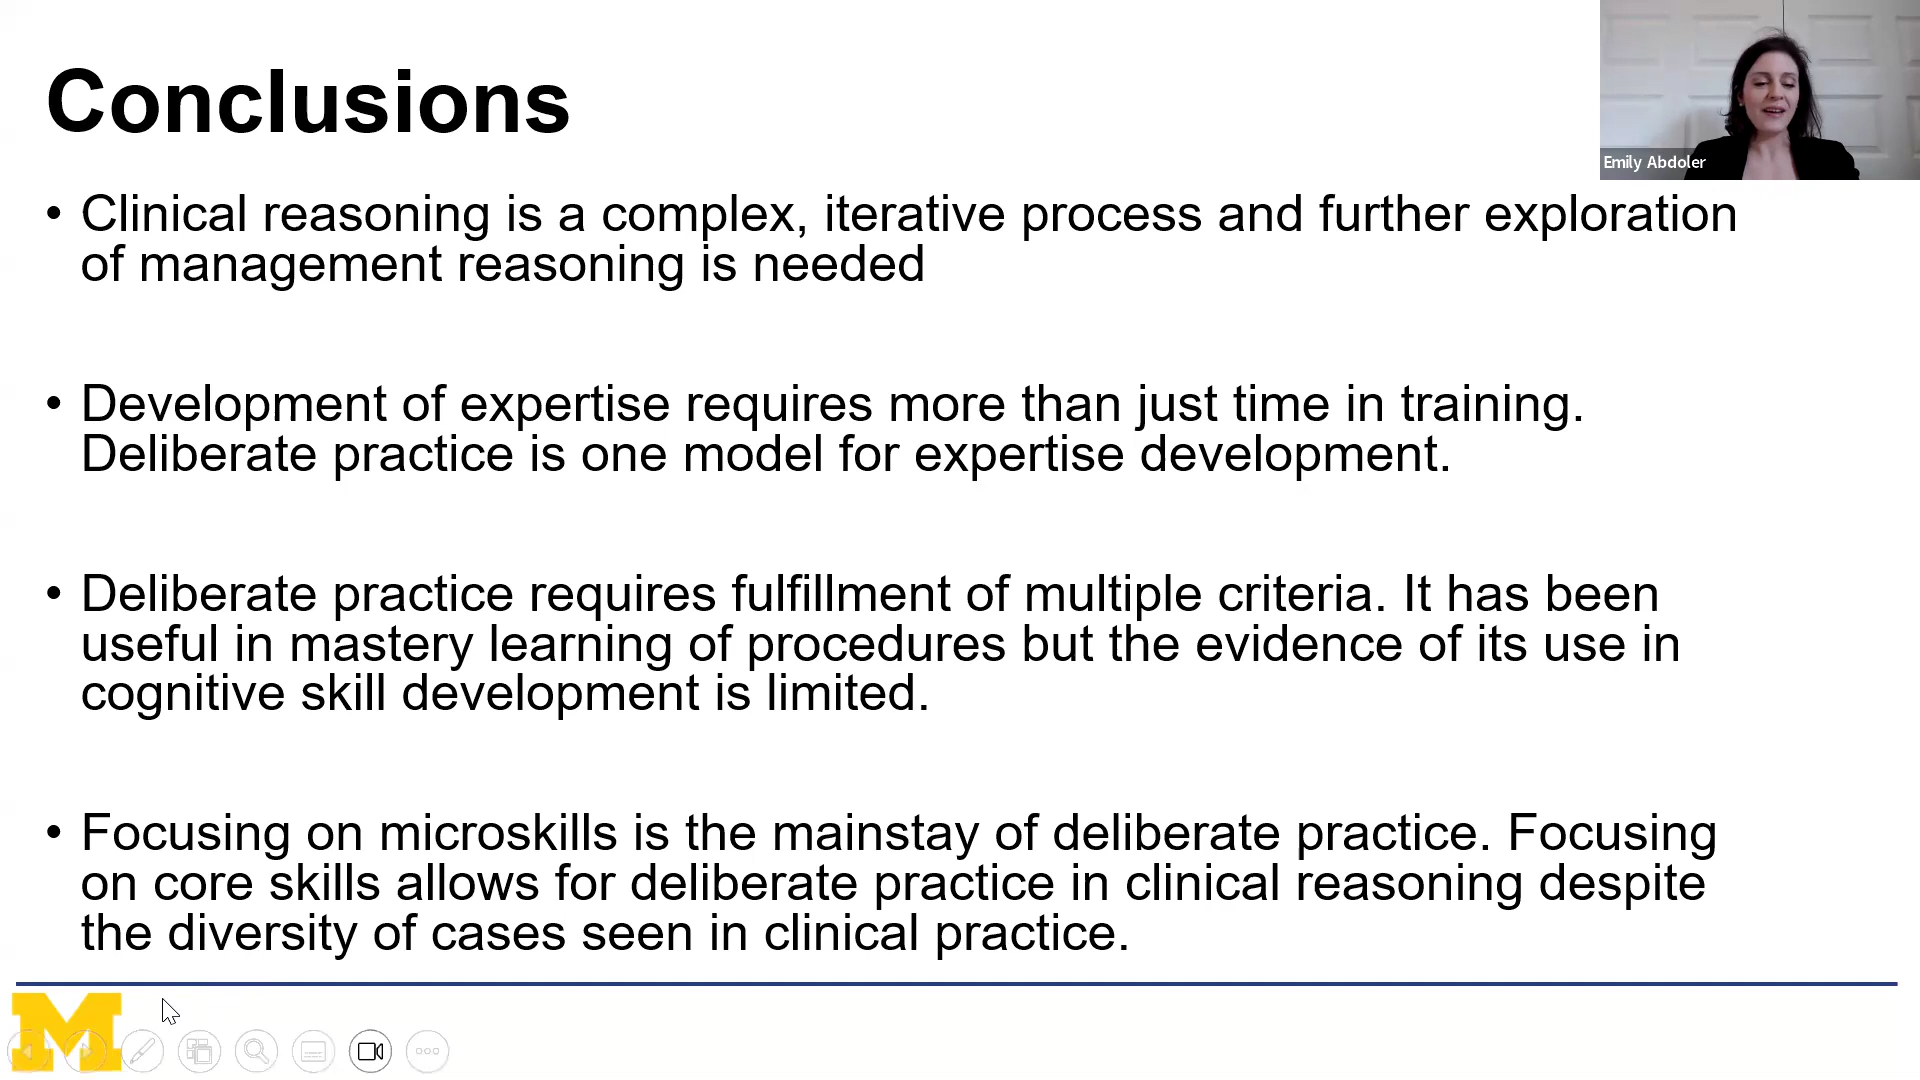 Conclusions
Emily Abdoler
• Clinical reasoning is a complex, iterative process and further exploration
of management reasoning is needed
• Development of expertise requires more than just time in training.
Deliberate practice is one model for expertise development.
• Deliberate practice requires fulfillment of multiple criteria. It has been
useful in mastery learning of procedures but the evidence of its use in
cognitive skill development is limited.
• Focusing on microskills is the mainstay of deliberate practice. Focusing
on core skills allows for deliberate practice in clinical reasoning despite
the diversity of cases seen in clinical practice.
M